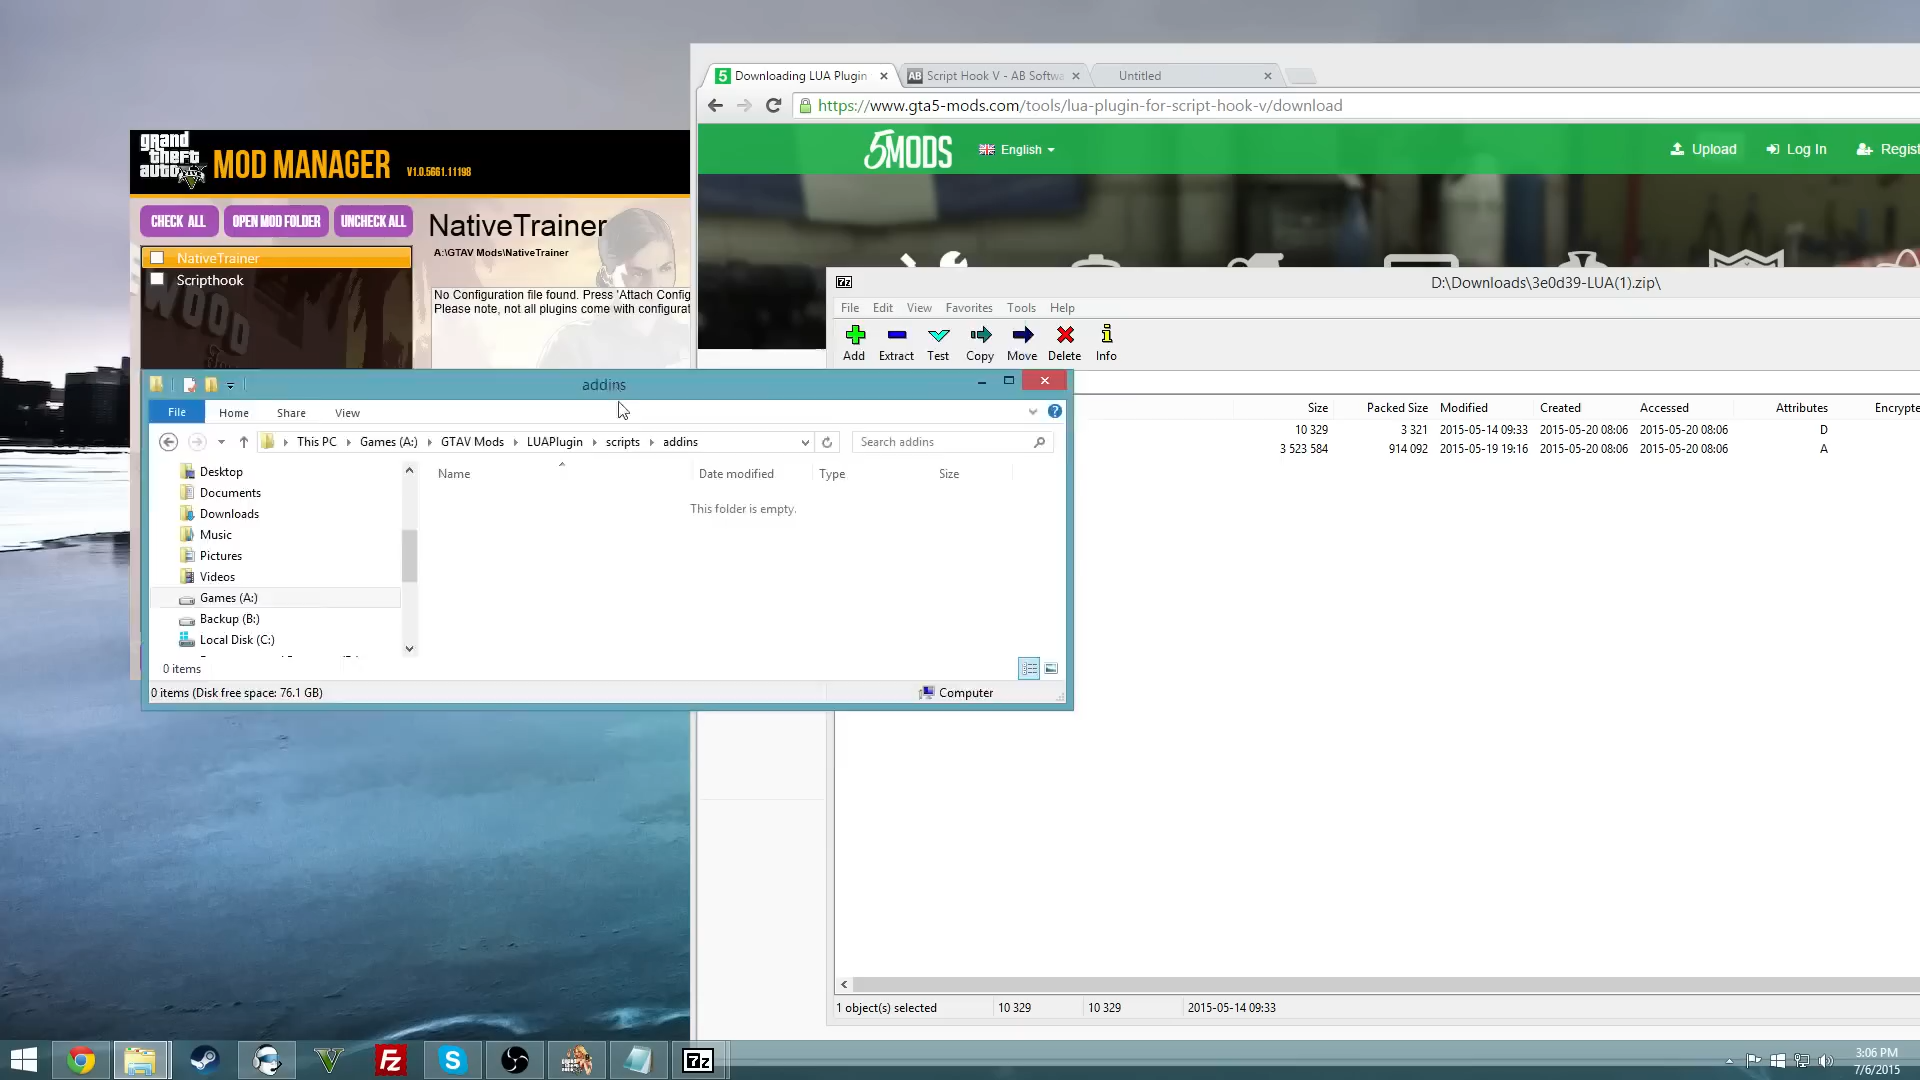 Downloading LUA Plugin
Script Hook V - AB Softwa
Untitled
https://www.gta5-mods.com/tools/lua-plugin-for-script-hook-v/download
5MODS
English
Upload
Log In
Regist
grand
theft
auto
MOD MANAGER V1.0.5661.11198
CHECK ALL
OPEN MOD FOLDER
UNCHECK ALL
NativeTrainer
A:\GTAV Mods\NativeTrainer
NativeTrainer
Scripthook
No Configuration file found. Press 'Attach Config
Please note, not all plugins come with configurat
D:\Downloads\3e0d39-LUA(1).zip\
File Edit View Favorites Tools Help
Add Extract Test Copy Move Delete Info
Size Packed Size Modified Created Accessed Attributes Encrypte
10 329 3 321 2015-05-14 09:33 2015-05-20 08:06 2015-05-20 08:06 D
3 523 584 914 092 2015-05-19 19:16 2015-05-20 08:06 2015-05-20 08:06 A
addins
File Home Share View
This PC Games (A:) GTAV Mods LUAPlugin scripts addins
Search addins
Name Date modified Type Size
This folder is empty.
Desktop
Documents
Downloads
Music
Pictures
Videos
Games (A:)
Backup (B:)
Local Disk (C:)
0 items
0 items (Disk free space: 76.1 GB)
Computer
1 object(s) selected 10 329 10 329 2015-05-14 09:33
3:06 PM
7/6/2015